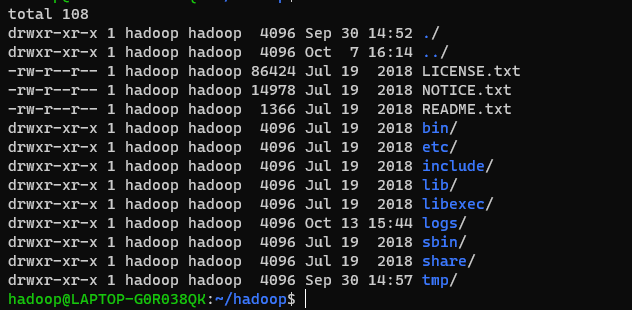 total 108
drwxr-xr-x 1 hadoop hadoop  4096 Sep 30 14:52 ./
drwxr-xr-x 1 hadoop hadoop  4096 Oct  7 16:14 ../
-rw-r--r-- 1 hadoop hadoop 86424 Jul 19  2018 LICENSE.txt
-rw-r--r-- 1 hadoop hadoop 14978 Jul 19  2018 NOTICE.txt
-rw-r--r-- 1 hadoop hadoop  1366 Jul 19  2018 README.txt
drwxr-xr-x 1 hadoop hadoop  4096 Jul 19  2018 bin/
drwxr-xr-x 1 hadoop hadoop  4096 Jul 19  2018 etc/
drwxr-xr-x 1 hadoop hadoop  4096 Jul 19  2018 include/
drwxr-xr-x 1 hadoop hadoop  4096 Jul 19  2018 lib/
drwxr-xr-x 1 hadoop hadoop  4096 Jul 19  2018 libexec/
drwxr-xr-x 1 hadoop hadoop  4096 Oct 13 15:44 logs/
drwxr-xr-x 1 hadoop hadoop  4096 Jul 19  2018 sbin/
drwxr-xr-x 1 hadoop hadoop  4096 Jul 19  2018 share/
drwxr-xr-x 1 hadoop hadoop  4096 Sep 30 14:57 tmp/
hadoop@LAPTOP-G0R038QK:~/hadoop$